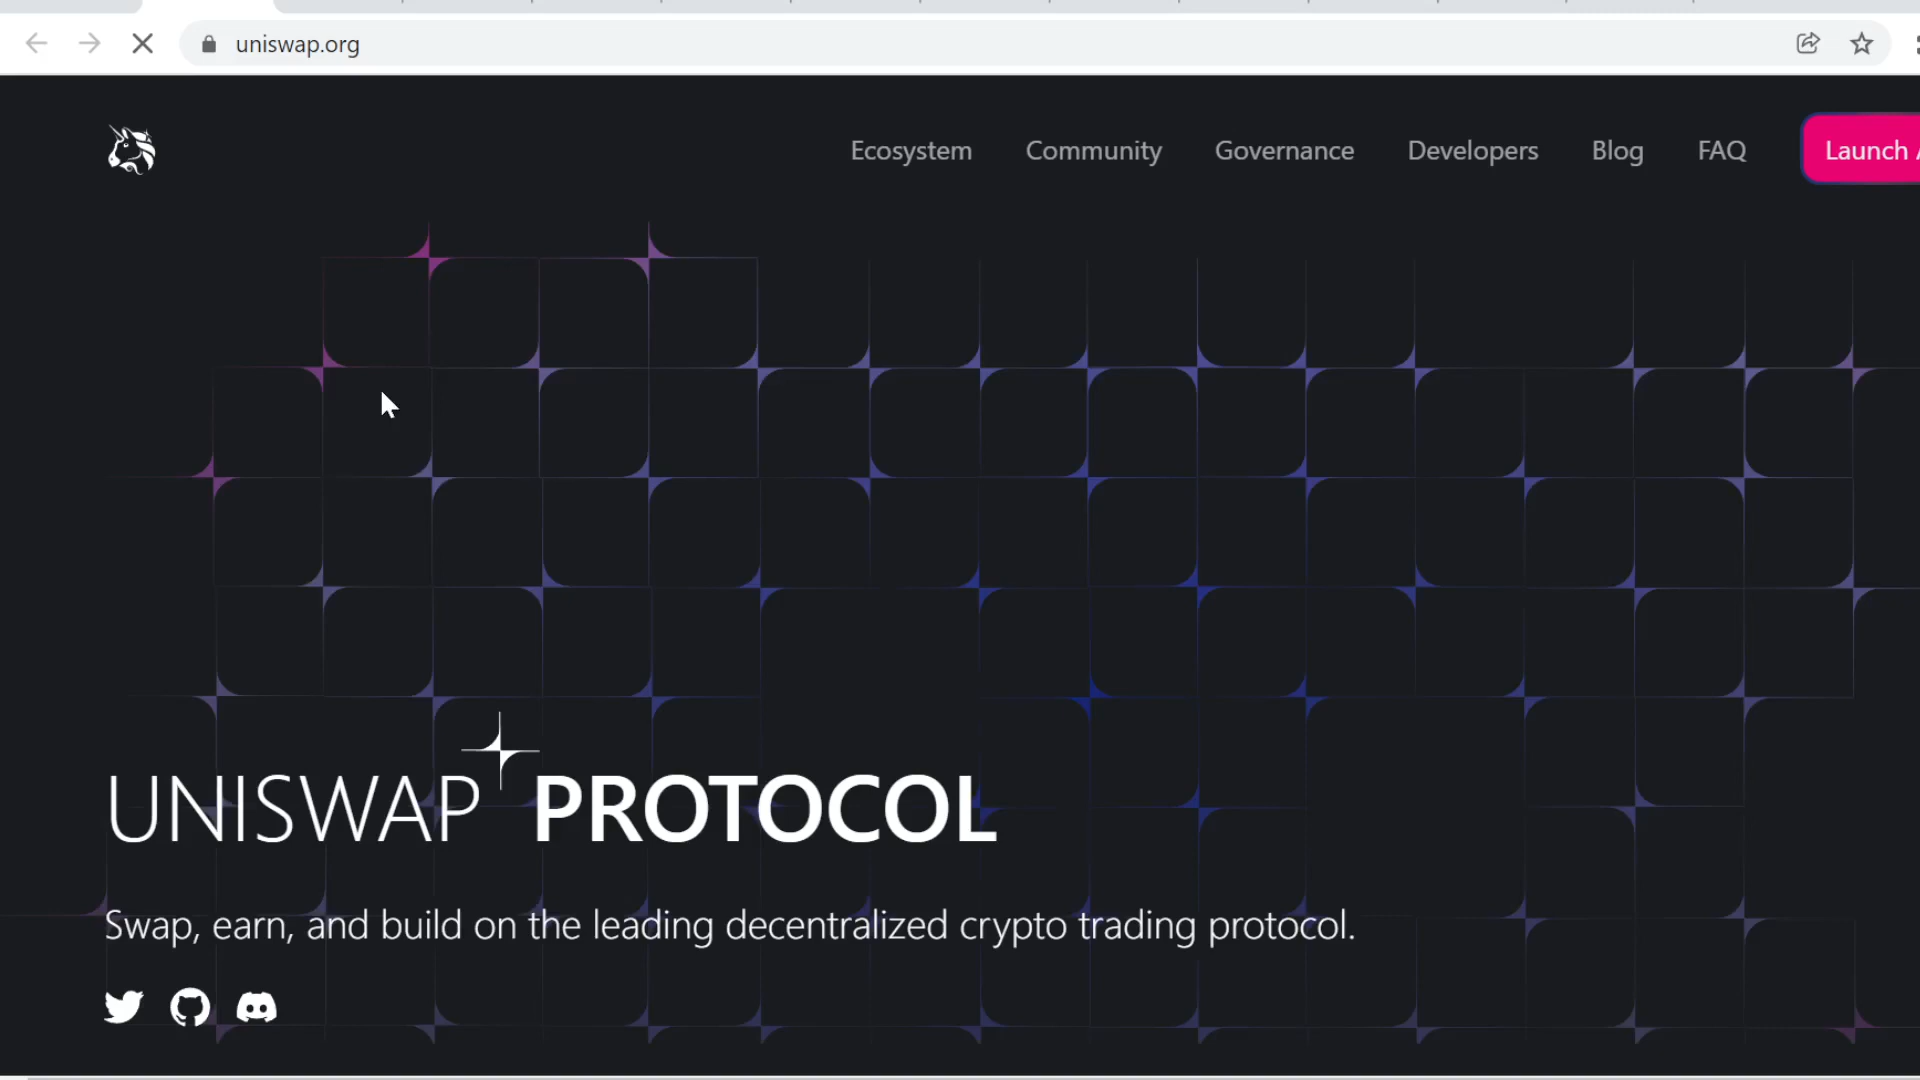 uniswap.org
Ecosystem Community Governance Developers Blog FAQ Launch
UNISWAP PROTOCOL
Swap, earn, and build on the leading decentralized crypto trading protocol.